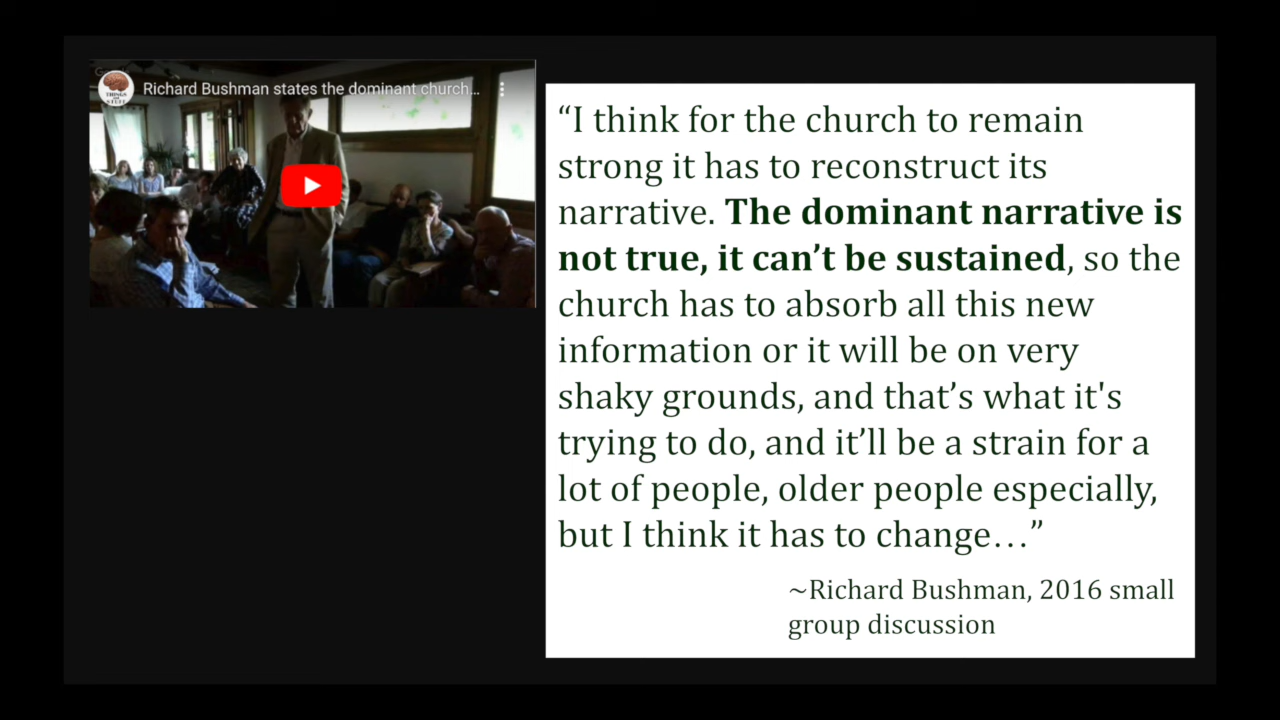 Richard Bushman states the dominant church...
THINGS
STUFF
“I think for the church to remain
strong it has to reconstruct its
narrative. The dominant narrative is
not true, it can’t be sustained, so the
church has to absorb all this new
information or it will be on very
shaky grounds, and that’s what it's
trying to do, and it’ll be a strain for a
lot of people, older people especially,
but I think it has to change…”
~Richard Bushman, 2016 small
group discussion